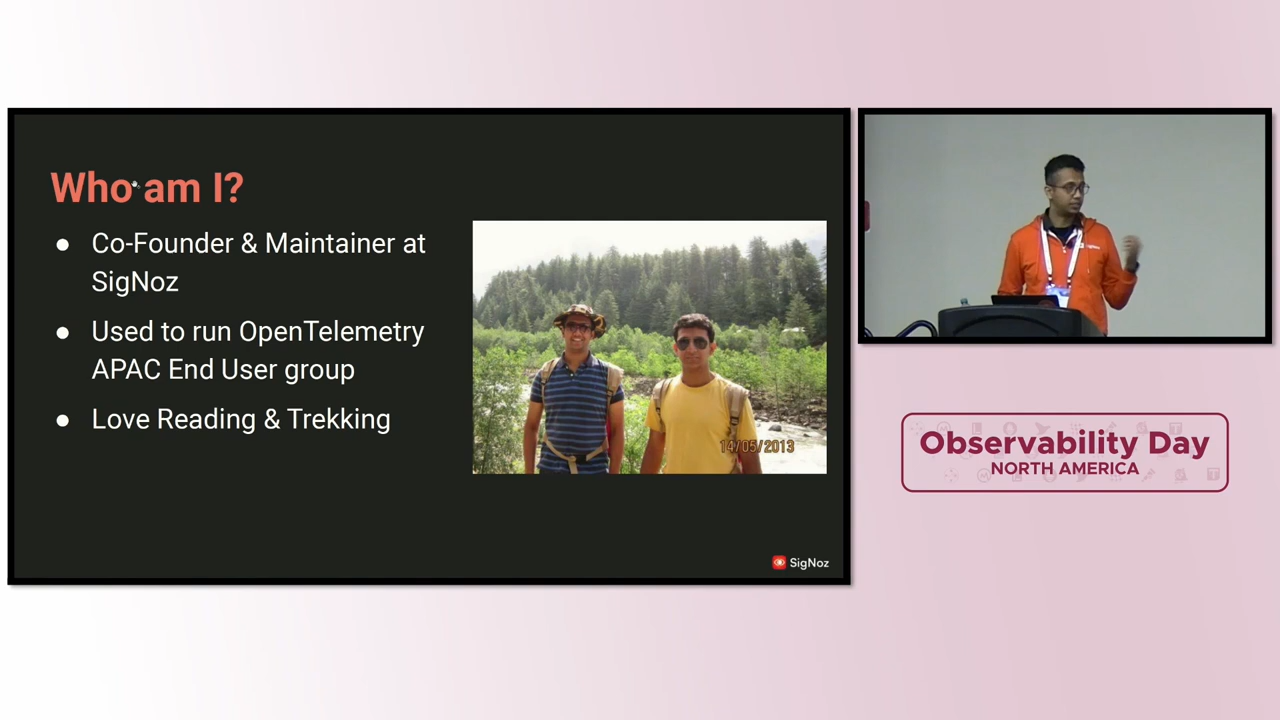 Who am I?
● Co-Founder & Maintainer at
SigNoz
● Used to run OpenTelemetry
APAC End User group
● Love Reading & Trekking
14/05/2013
SigNoz
Observability Day
NORTH AMERICA